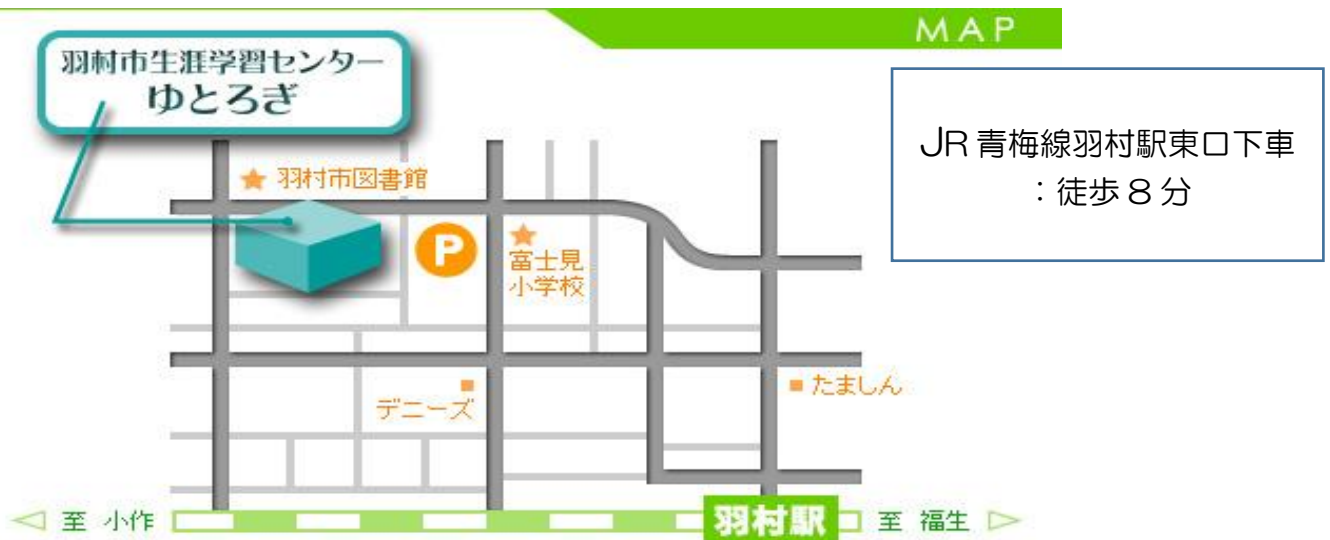 MAP
羽村市生涯学習センター
ゆとろぎ
JR青梅線羽村駅東口下車
：徒歩8分
羽村市図書館
P
富士見
小学校
デニーズ
たましん
至 小作
羽村駅
至 福生